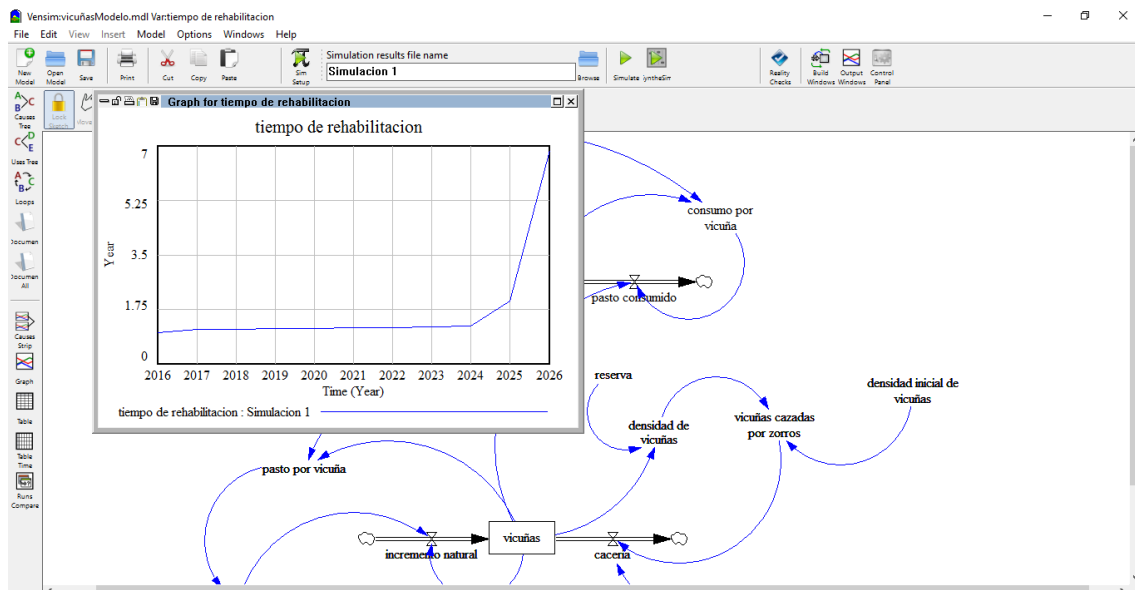 Vensim:vicuñasModelo.mdl Var:tiempo de rehabilitacion
File Edit View Insert Model Options Windows Help
New Model
Open Model
Save
Print
Cut
Copy
Paste
Sim Setup
Simulation results file name
Simulacion 1
Browse
Simulate
Reality Checks
Build Windows
Output Windows
Control Panel
Causes Tree
Lock Sketch
Uses Tree
Loops
Documen
Documen All
Causes Strip
Graph
Table
Table Time
Runs Compare
Graph for tiempo de rehabilitacion
tiempo de rehabilitacion
7
5.25
3.5
1.75
0
Year
2016 2017 2018 2019 2020 2021 2022 2023 2024 2025 2026
Time (Year)
tiempo de rehabilitacion : Simulacion 1
consumo por
vicuña
pasto consumido
reserva
densidad inicial de
vicuñas
densidad de
vicuñas
vicuñas cazadas
por zorros
pasto por vicuña
vicuñas
incremento natural
caceria